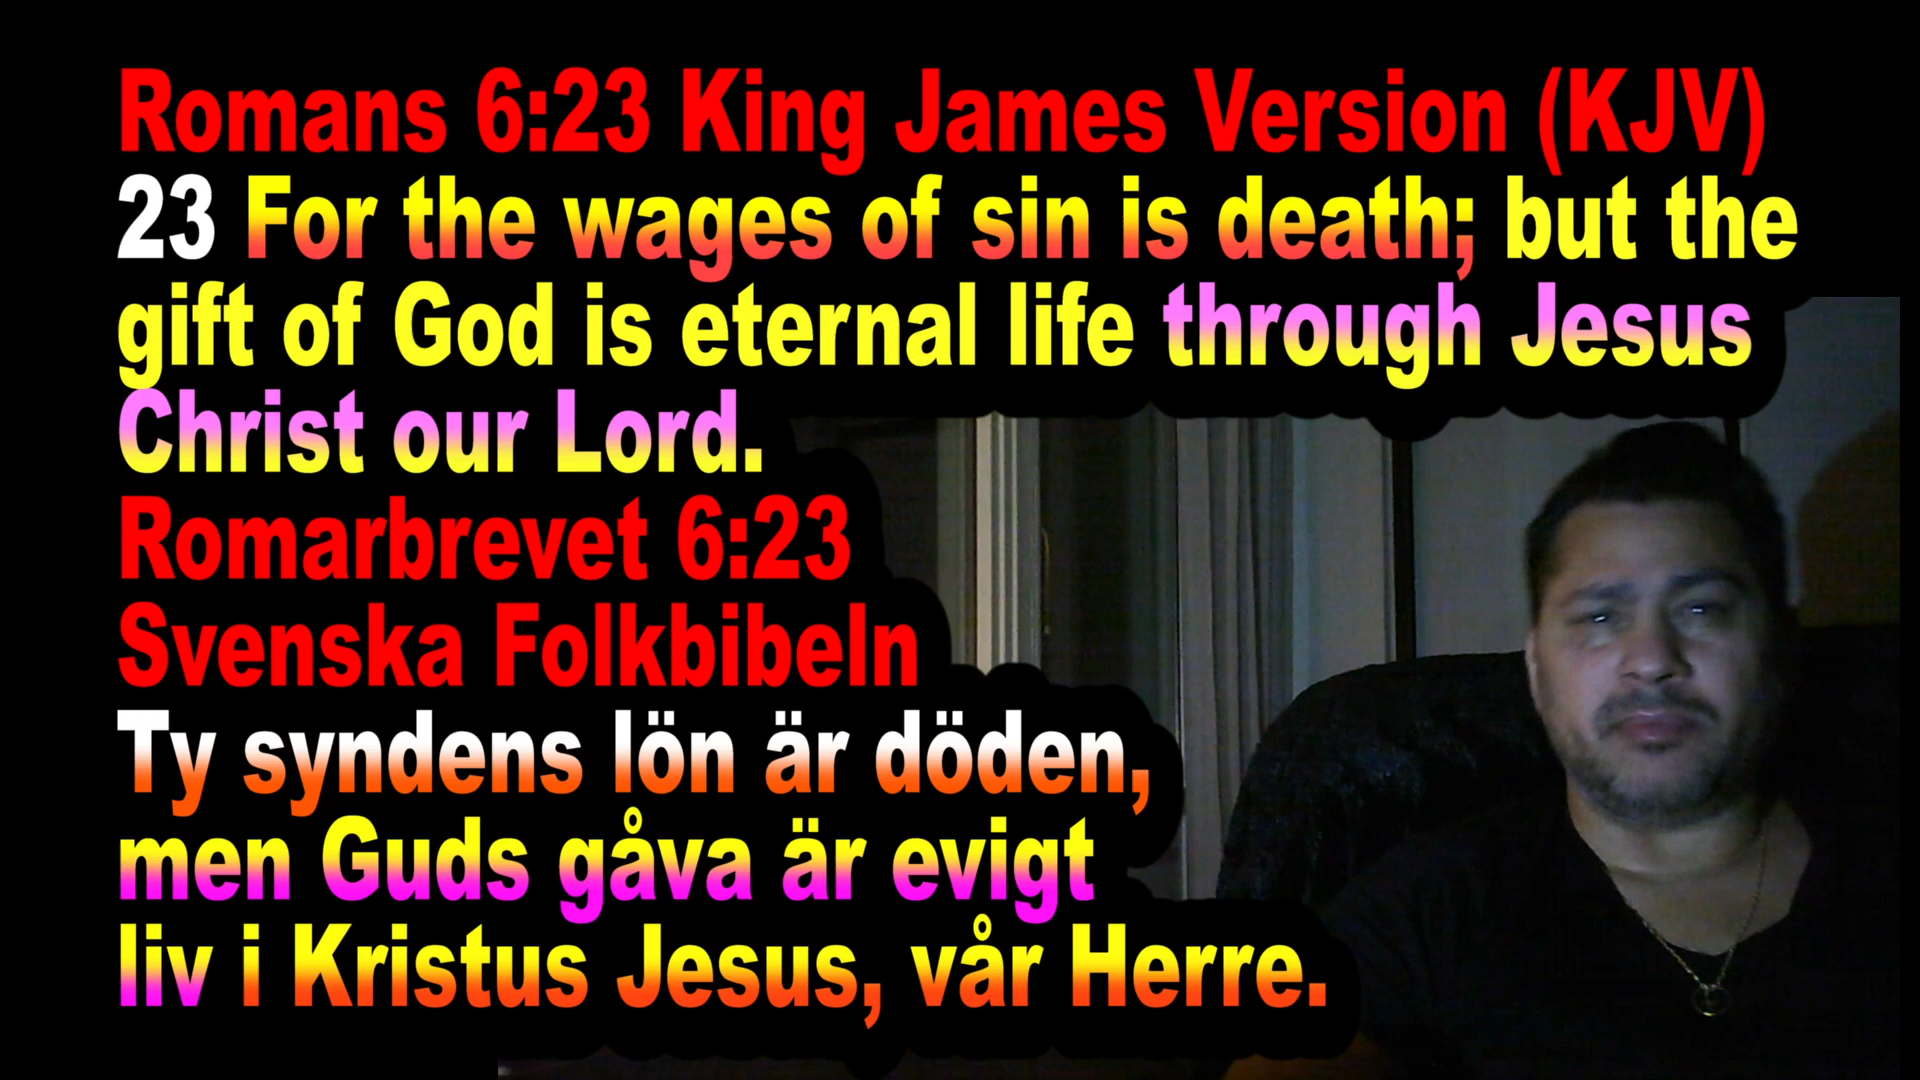 Romans 6:23 King James Version (KJV)
23 For the wages of sin is death; but the
gift of God is eternal life through Jesus
Christ our Lord.
Romarbrevet 6:23
Svenska Folkbibeln
Ty syndens lön är döden,
men Guds gåva är evigt
liv i Kristus Jesus, vår Herre.